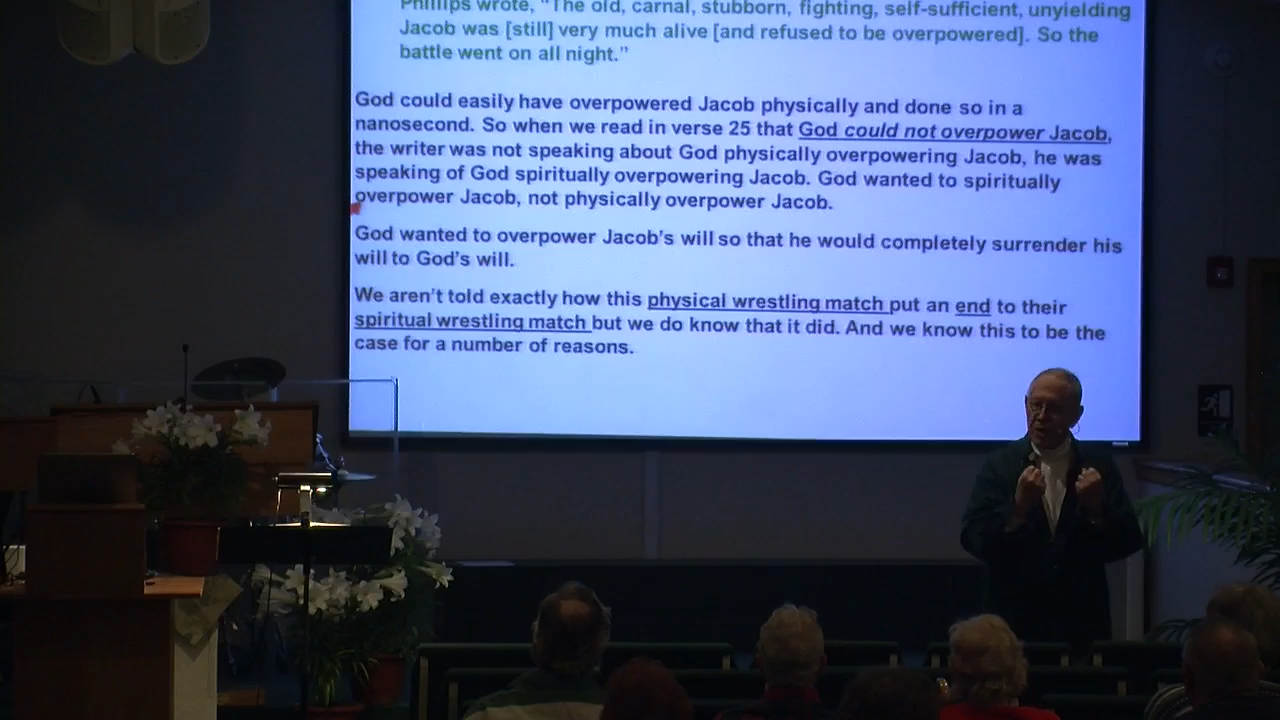 Phillips wrote, "The old, carnal, stubborn, fighting, self-sufficient, unyielding
Jacob was [still] very much alive [and refused to be overpowered]. So the
battle went on all night."
God could easily have overpowered Jacob physically and done so in a
nanosecond. So when we read in verse 25 that God could not overpower Jacob,
the writer was not speaking about God physically overpowering Jacob, he was
speaking of God spiritually overpowering Jacob. God wanted to spiritually
overpower Jacob, not physically overpower Jacob.
God wanted to overpower Jacob's will so that he would completely surrender his
will to God's will.
We aren't told exactly how this physical wrestling match put an end to their
spiritual wrestling match but we do know that it did. And we know this to be the
case for a number of reasons.